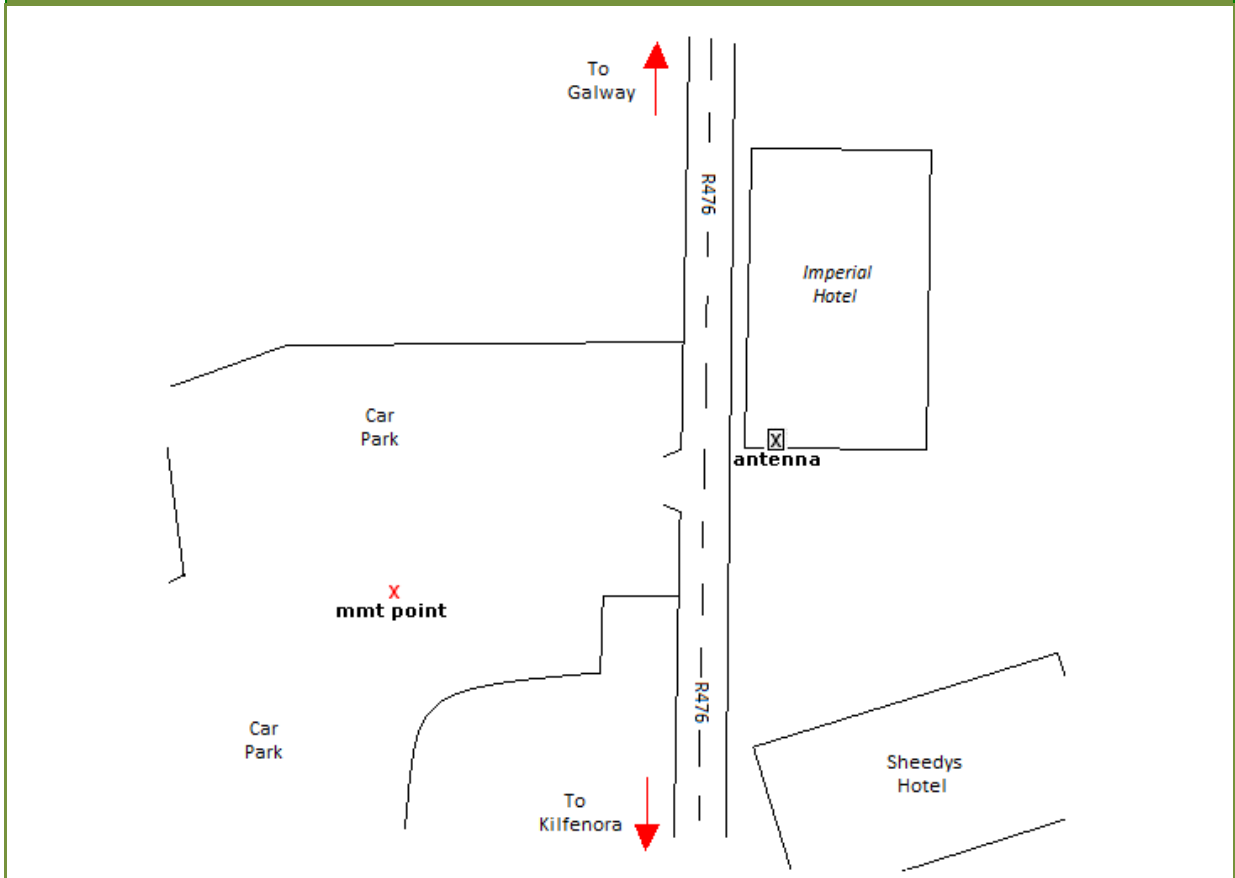 To
Galway
R476
Imperial
Hotel
Car
Park
X
antenna
X
mmt point
R476
Car
Park
Sheedys
Hotel
To
Kilfenora